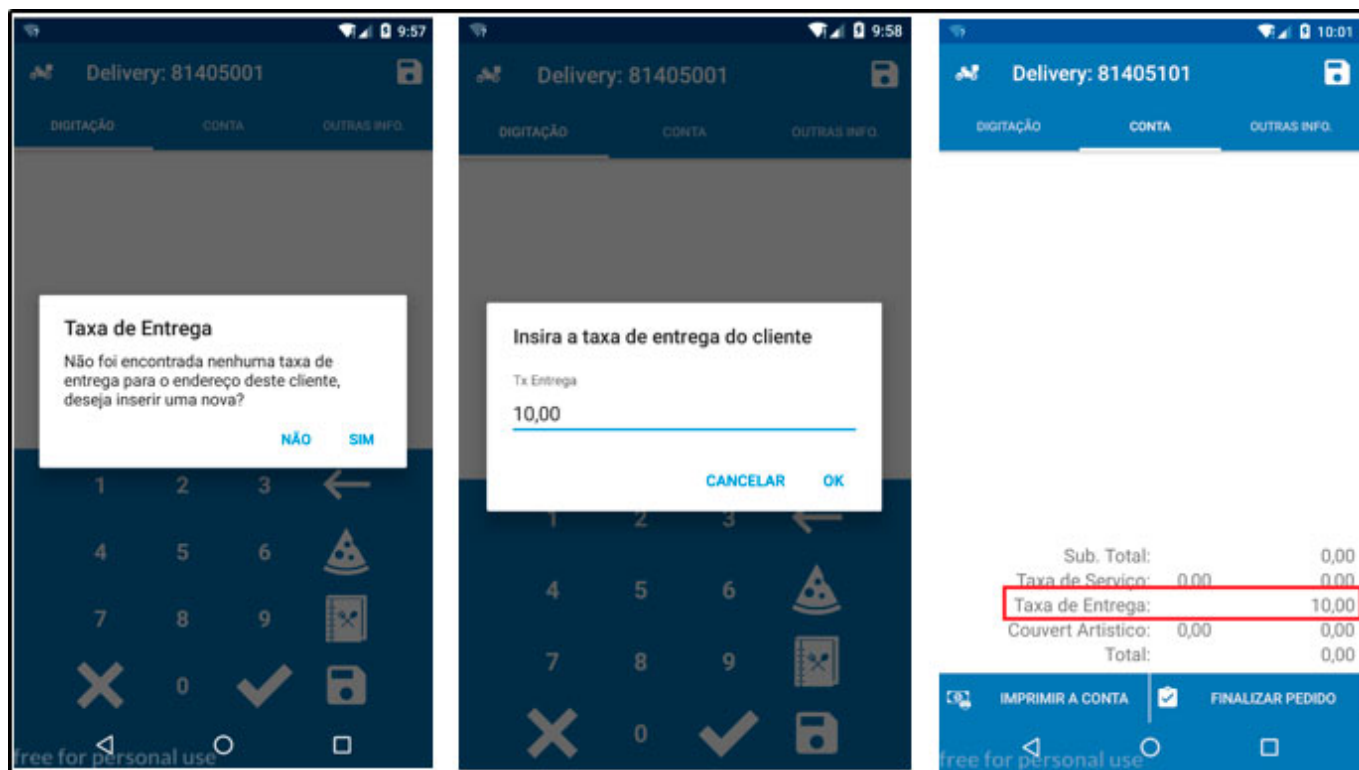 9:57
Delivery: 81405001
DIGITAÇÃO CONTA OUTRAS INFO.
Taxa de Entrega
Não foi encontrada nenhuma taxa de
entrega para o endereço deste cliente,
deseja inserir uma nova?
NÃO SIM
1 2 3
4 5 6
7 8 9
0
free for personal use
9:58
Delivery: 81405001
DIGITAÇÃO CONTA OUTRAS INFO.
Insira a taxa de entrega do cliente
Tx Entrega
10,00
CANCELAR OK
1 2 3
4 5 6
7 8 9
0
10:01
Delivery: 81405101
DIGITAÇÃO CONTA OUTRAS INFO.
Sub. Total: 0,00
Taxa de Serviço: 0,00 0,00
Taxa de Entrega: 10,00
Couvert Artistico: 0,00 0,00
Total: 0,00
IMPRIMIR A CONTA FINALIZAR PEDIDO
free for personal use